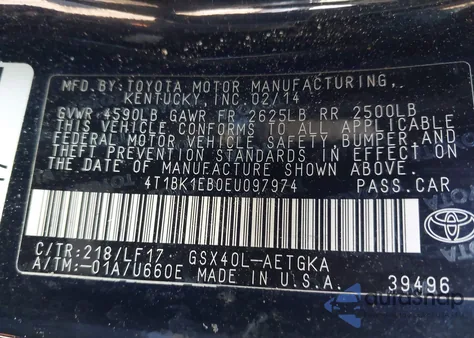 MFD.BY:TOYOTA MOTOR MANUFACTURING,
KENTUCKY, INC. 02/14
GVWR 4590LB GAWR FR 2625LB RR 2500LB
THIS VEHICLE CONFORMS TO ALL APPLICABLE
FEDERAL MOTOR VEHICLE SAFETY, BUMPER, AND
THEFT PREVENTION STANDARDS IN EFFECT ON
THE DATE OF MANUFACTURE SHOWN ABOVE.
4T1BK1EB0EU097974 PASS.CAR
C/TR:218/LF17. GSX40L-AETGKA
A/TM:-01A/U660E MADE IN U.S.A. 39496
TOYOTA
autoshop